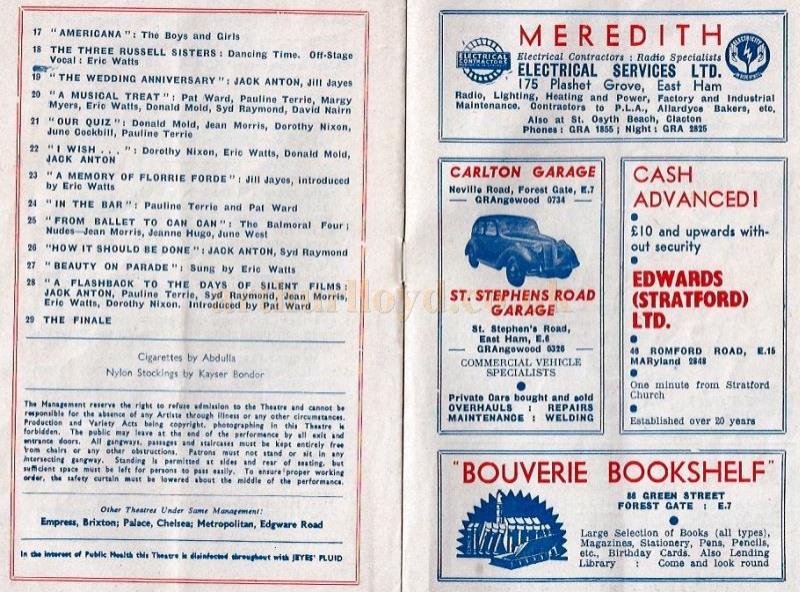 17 "AMERICANA": The Boys and Girls
18 THE THREE RUSSELL SISTERS: Dancing Time. Off-Stage
Vocal: Eric Watts
19 "THE WEDDING ANNIVERSARY": JACK ANTON, Jill Jayes
20 "A MUSICAL TREAT": Pat Ward, Pauline Terrie, Margy
Myers, Eric Watts, Donald Mold, Syd Raymond, David Nairn
21 "OUR QUIZ": Donald Mold, Jean Morris, Dorothy Nixon,
June Cockbill, Pauline Terrie
22 "I WISH . . .": Dorothy Nixon, Eric Watts, Donald Mold,
JACK ANTON
23 "A MEMORY OF FLORRIE FORDE": Jill Jayes, introduced
by Eric Watts
24 "IN THE BAR": Pauline Terrie and Pat Ward
25 "FROM BALLET TO CAN CAN": The Balmoral Four;
Nudes—Jean Morris, Jeanne Hugo, June West
26 "HOW IT SHOULD BE DONE": JACK ANTON, Syd Raymond
27 "BEAUTY ON PARADE": Sung by Eric Watts
28 "A FLASHBACK TO THE DAYS OF SILENT FILMS:
JACK ANTON, Pauline Terrie, Syd Raymond, Jean Morris,
Eric Watts, Dorothy Nixon. Introduced by Pat Ward
29 THE FINALE
Cigarettes by Abdulla
Nylon Stockings by Kayser Bondor
The Management reserve the right to refuse admission to the Theatre and cannot be
responsible for the absence of any Artiste through illness or any other circumstances.
Production and Variety Acts being copyright, photographing in this Theatre is
forbidden. The public may leave at the end of the performance by all exit and
entrance doors. All gangways, passages and staircases must be kept entirely free
from chairs or any other obstructions. Patrons must not stand or sit in any
intersecting gangway. Standing is permitted at sides and rear of seating, but
sufficient space must be left for persons to pass easily. To ensure proper working
order, the safety curtain must be lowered about the middle of the performance.
Other Theatres Under Same Management:
Empress, Brixton; Palace, Chelsea; Metropolitan, Edgware Road
In the interest of Public Health this Theatre is disinfected throughout with JEYES' FLUID
MEREDITH
ELECTRICAL
CONTRACTORS
ELECTRICITY
Electrical Contractors : Radio Specialists
ELECTRICAL SERVICES LTD.
175 Plashet Grove, East Ham
Radio, Lighting, Heating and Power, Factory and Industrial
Maintenance. Contractors to P.L.A., Allardyce Bakers, etc.
Also at St. Osyth Beach, Clacton
Phones: GRA 1855; Night: GRA 2825
CARLTON GARAGE
Neville Road, Forest Gate, E.7
GRAngewood 0734
ST. STEPHENS ROAD
GARAGE
St. Stephen's Road,
East Ham, E.6
GRAngewood 0326
COMMERCIAL VEHICLE
SPECIALISTS
Private Cars bought and sold
OVERHAULS : REPAIRS
MAINTENANCE : WELDING
CASH
ADVANCED!
£10 and upwards with-
out security
EDWARDS
(STRATFORD)
LTD.
46 ROMFORD ROAD, E.15
MARyland 2848
One minute from Stratford
Church
Established over 20 years
"BOUVERIE BOOKSHELF"
88 GREEN STREET
FOREST GATE : E.7
Large Selection of Books (all types),
Magazines, Stationery, Pens, Pencils,
etc., Birthday Cards. Also Lending
Library : Come and look round